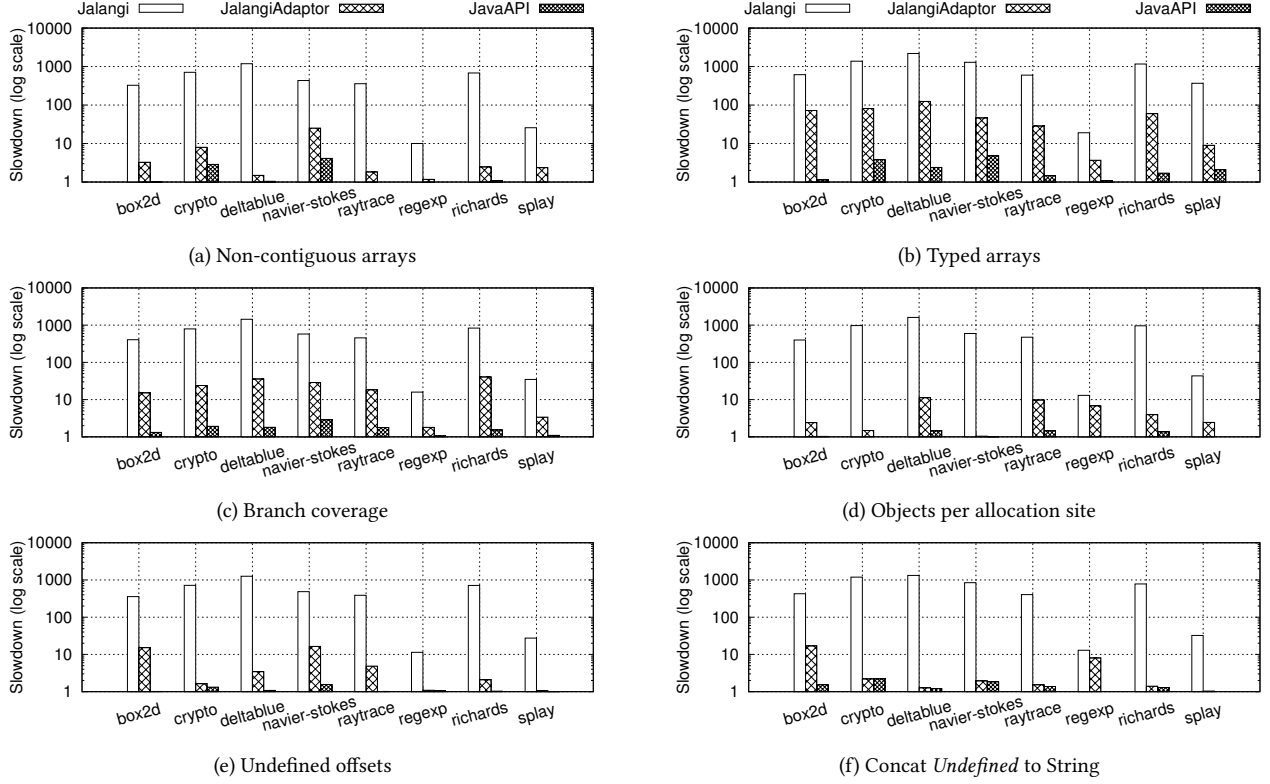 Jalangi JalangiAdaptor JavaAPI
Slowdown (log scale)
10000
1000
100
10
1
box2d crypto deltablue navier-stokes raytrace regexp richards splay
(a) Non-contiguous arrays
Jalangi JalangiAdaptor JavaAPI
Slowdown (log scale)
10000
1000
100
10
1
box2d crypto deltablue navier-stokes raytrace regexp richards splay
(b) Typed arrays
Slowdown (log scale)
10000
1000
100
10
1
box2d crypto deltablue navier-stokes raytrace regexp richards splay
(c) Branch coverage
Slowdown (log scale)
10000
1000
100
10
1
box2d crypto deltablue navier-stokes raytrace regexp richards splay
(d) Objects per allocation site
Slowdown (log scale)
10000
1000
100
10
1
box2d crypto deltablue navier-stokes raytrace regexp richards splay
(e) Undefined offsets
Slowdown (log scale)
10000
1000
100
10
1
box2d crypto deltablue navier-stokes raytrace regexp richards splay
(f) Concat Undefined to String